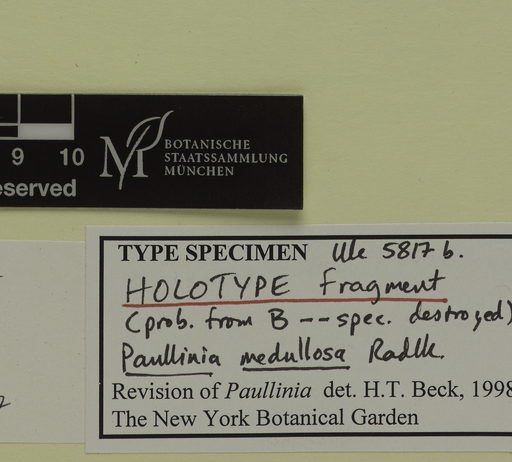 9 10
eserved
M
BOTANISCHE
STAATSSAMMLUNG
MÜNCHEN
TYPE SPECIMEN Ule 5817 b.
HOLOTYPE Fragment
(prob. from B -- spec. destroyed)
Paullinia medullosa Radlk.
Revision of Paullinia det. H.T. Beck, 1998
The New York Botanical Garden